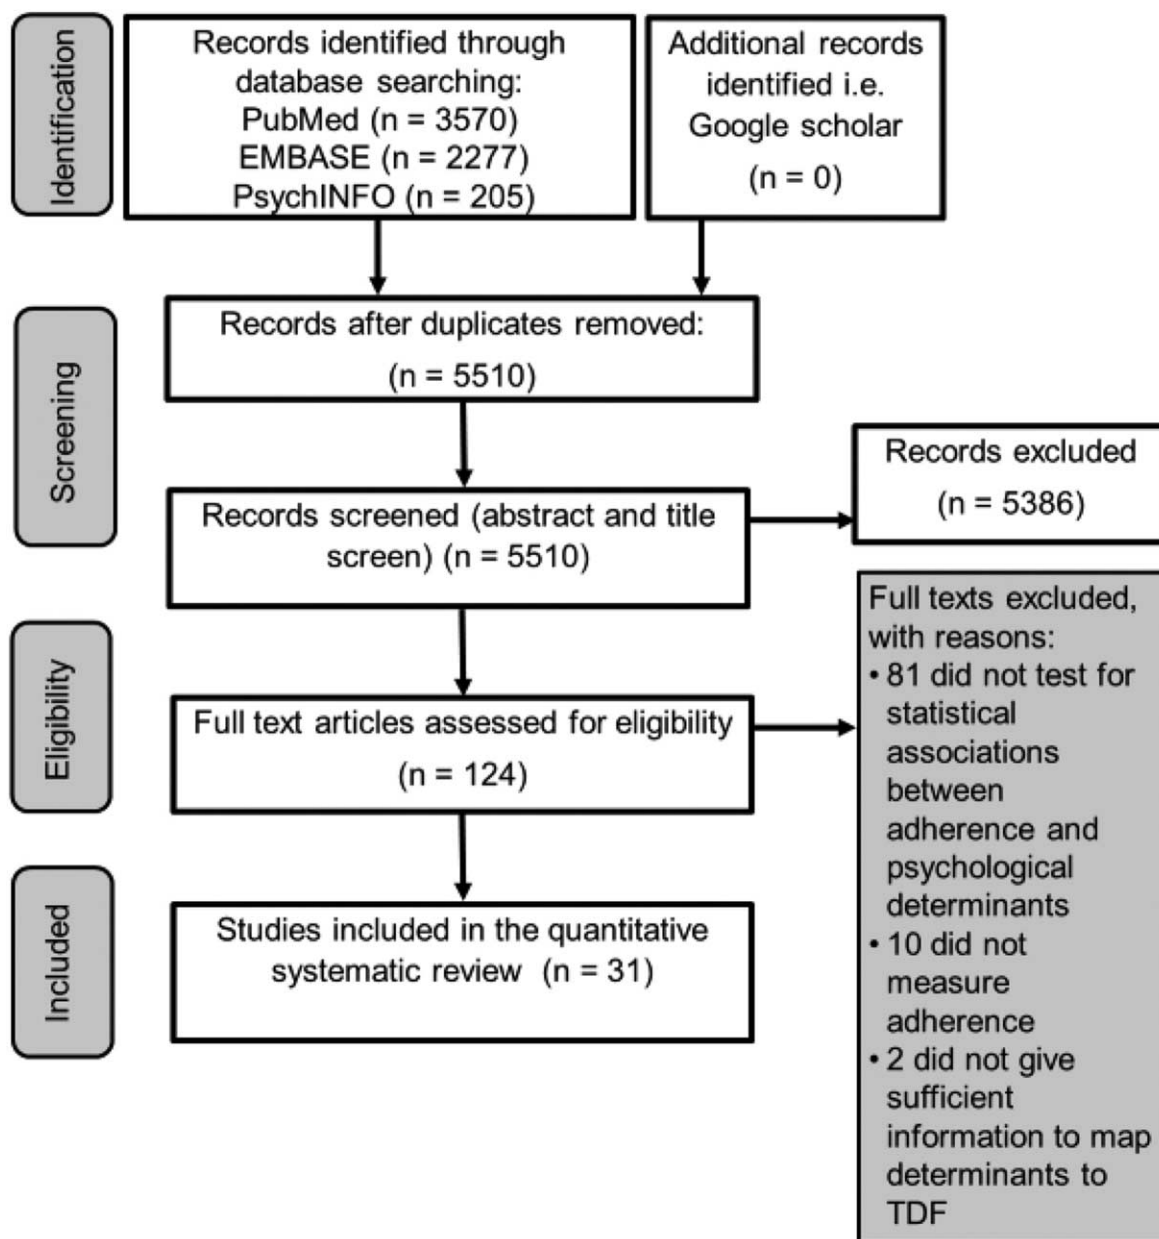 Identification
Records identified through
database searching:
PubMed (n = 3570)
EMBASE (n = 2277)
PsychINFO (n = 205)
Additional records
identified i.e.
Google scholar
(n = 0)
Screening
Records after duplicates removed:
(n = 5510)
Records screened (abstract and title
screen) (n = 5510)
Records excluded
(n = 5386)
Eligibility
Full text articles assessed for eligibility
(n = 124)
Full texts excluded,
with reasons:
• 81 did not test for
statistical
associations
between
adherence and
psychological
determinants
• 10 did not
measure
adherence
• 2 did not give
sufficient
information to map
determinants to
TDF
Included
Studies included in the quantitative
systematic review (n = 31)